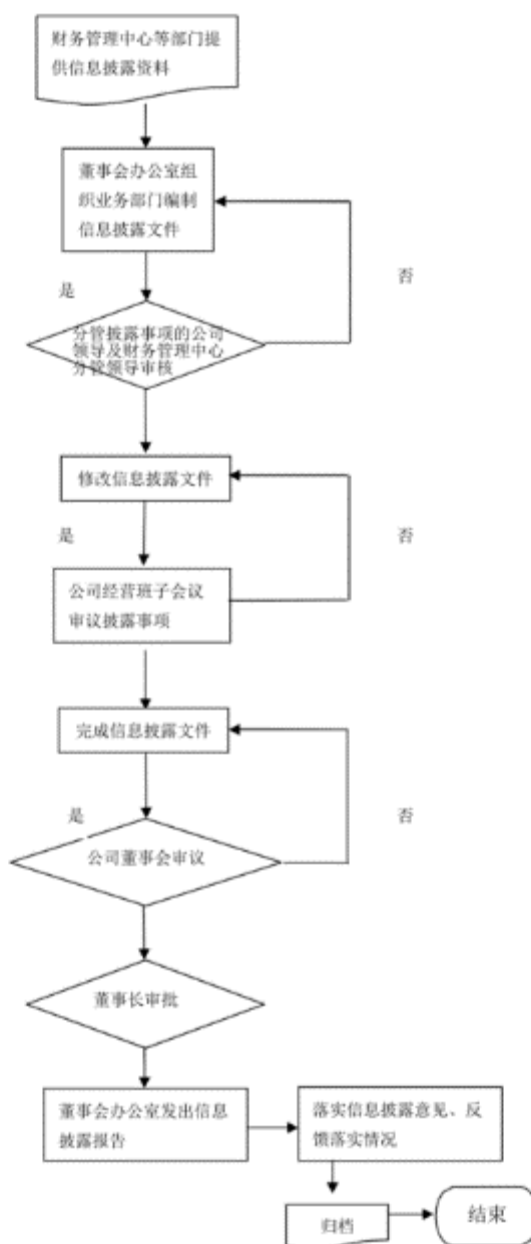 财务管理中心等部门提
供信息披露资料
董事会办公室组
织业务部门编制
信息披露文件
是
否
分管披露事项的公司
领导及财务管理中心
分管领导审核
修改信息披露文件
是
否
公司经营班子会议
审议披露事项
完成信息披露文件
是
否
公司董事会审议
董事长审批
董事会办公室发出信息
披露报告
落实信息披露意见、反
馈落实情况
归档
结束